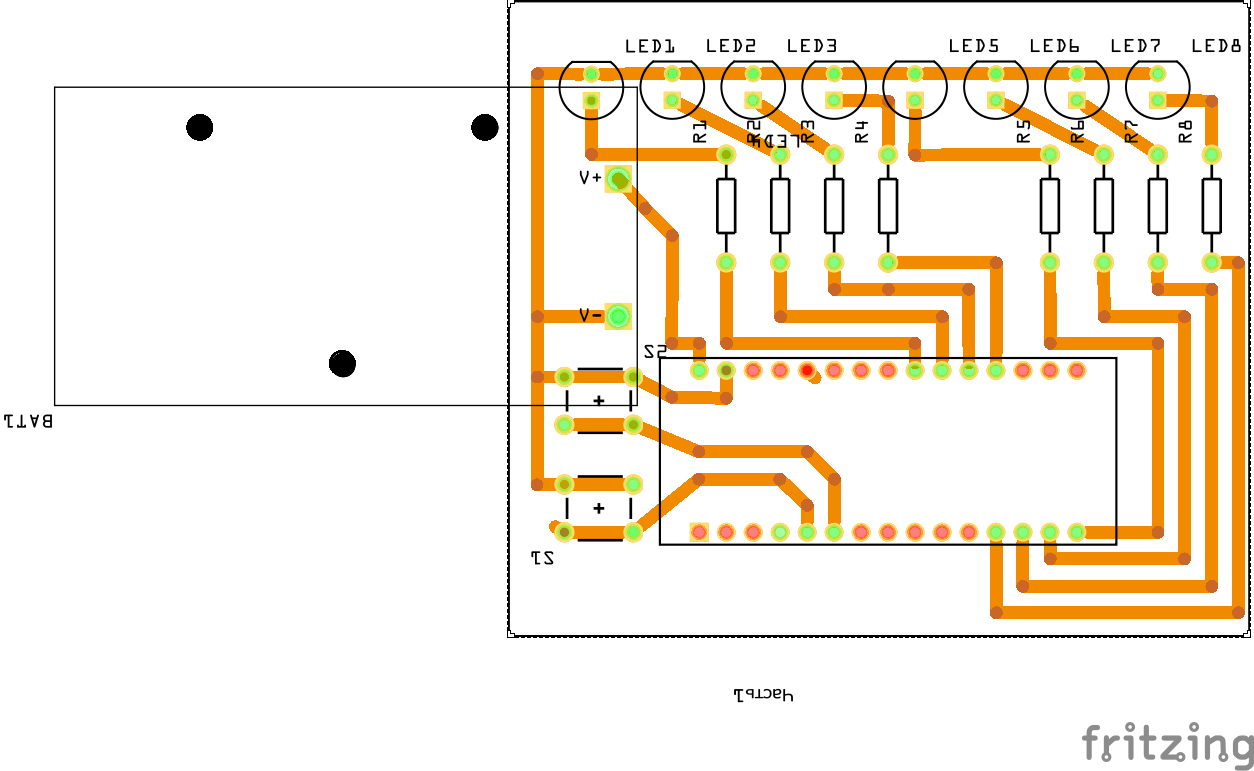 LED1 LED2 LED3 LED5 LED6 LED7 LED8
R1 R2 R3 R4 R5 R6 R7 R8
LED4
V+
V-
S2
+
BAT1
+
S1
Часть1
fritzing